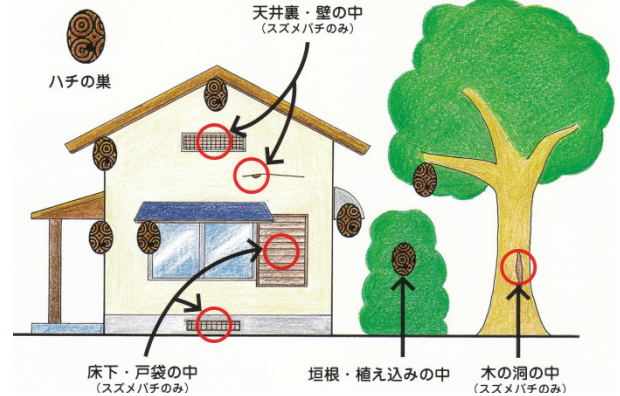 天井裏・壁の中
（スズメバチのみ）
ハチの巣
床下・戸袋の中
（スズメバチのみ）
垣根・植え込みの中
木の洞の中
（スズメバチのみ）